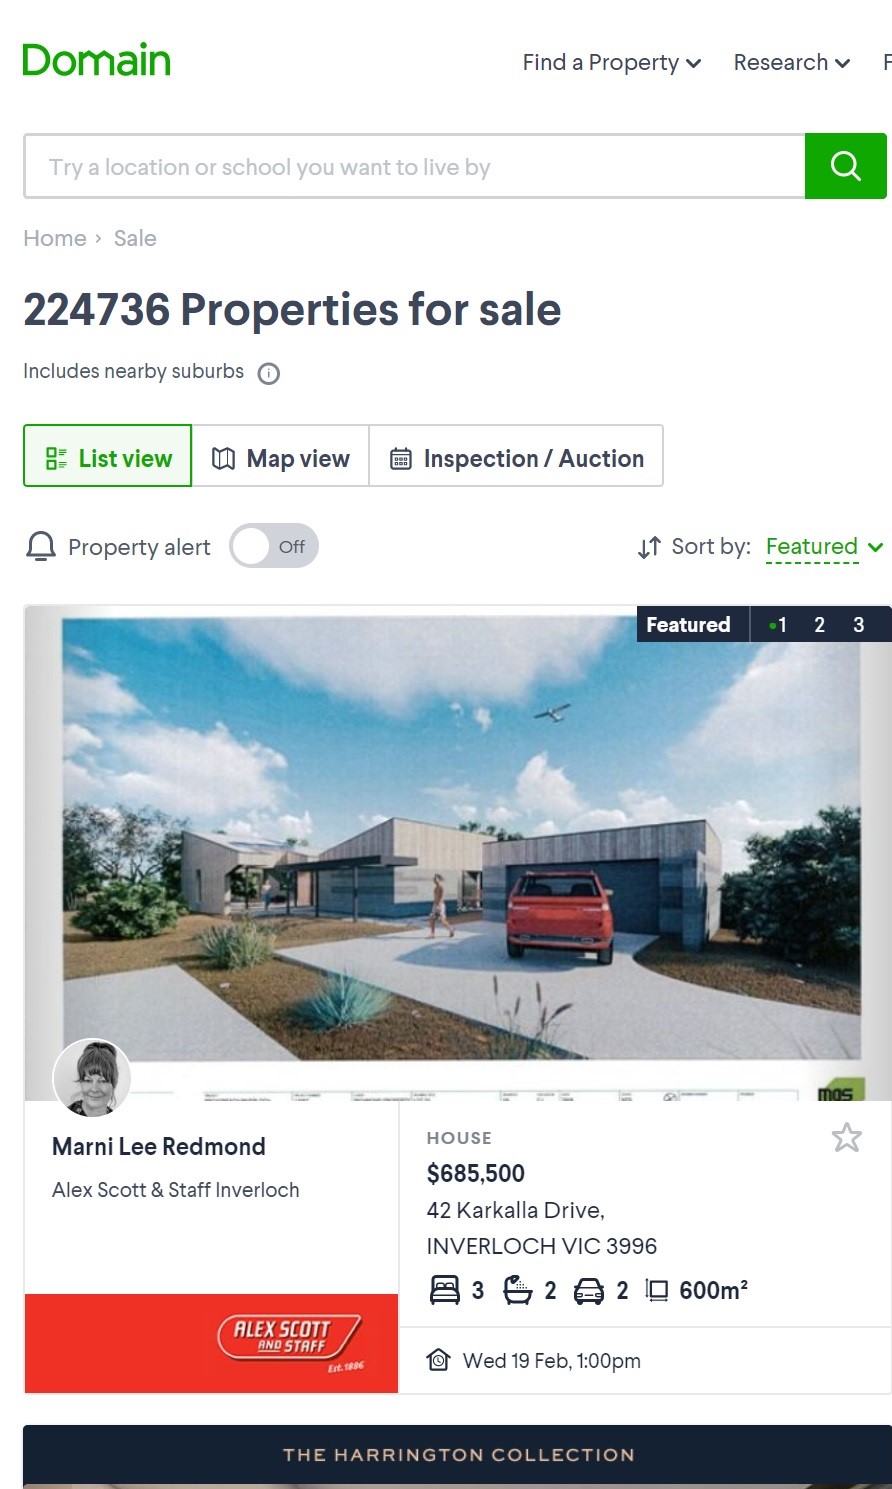 Domain
Find a Property
Research
F
Try a location or school you want to live by
Home › Sale
224736 Properties for sale
Includes nearby suburbs
List view
Map view
Inspection / Auction
Property alert
Off
Sort by: Featured
Featured
1 2 3
mas
Marni Lee Redmond
Alex Scott & Staff Inverloch
ALEX SCOTT
AND STAFF
Est. 1886
HOUSE
$685,500
42 Karkalla Drive,
INVERLOCH VIC 3996
3 2 2 600m²
Wed 19 Feb, 1:00pm
THE HARRINGTON COLLECTION